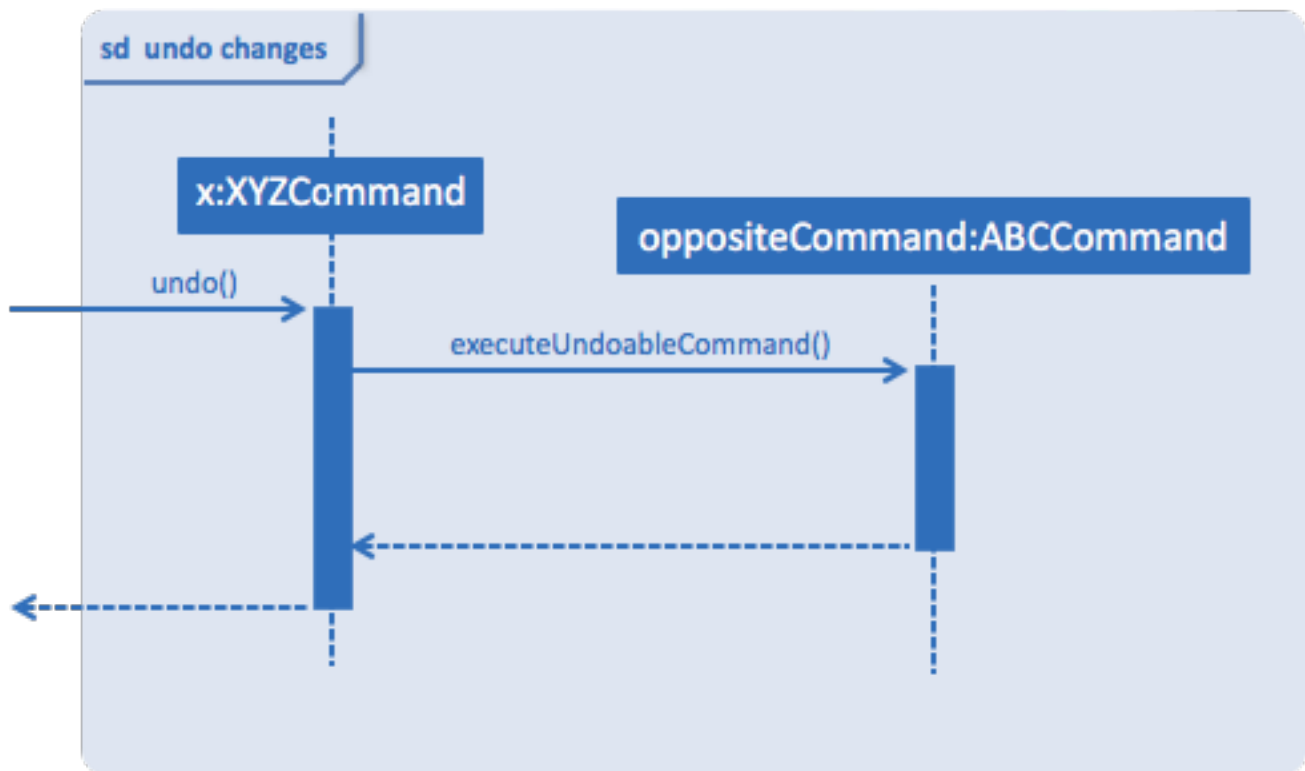 sd undo changes
x:XYZCommand
oppositeCommand:ABCCommand
undo()
executeUndoableCommand()